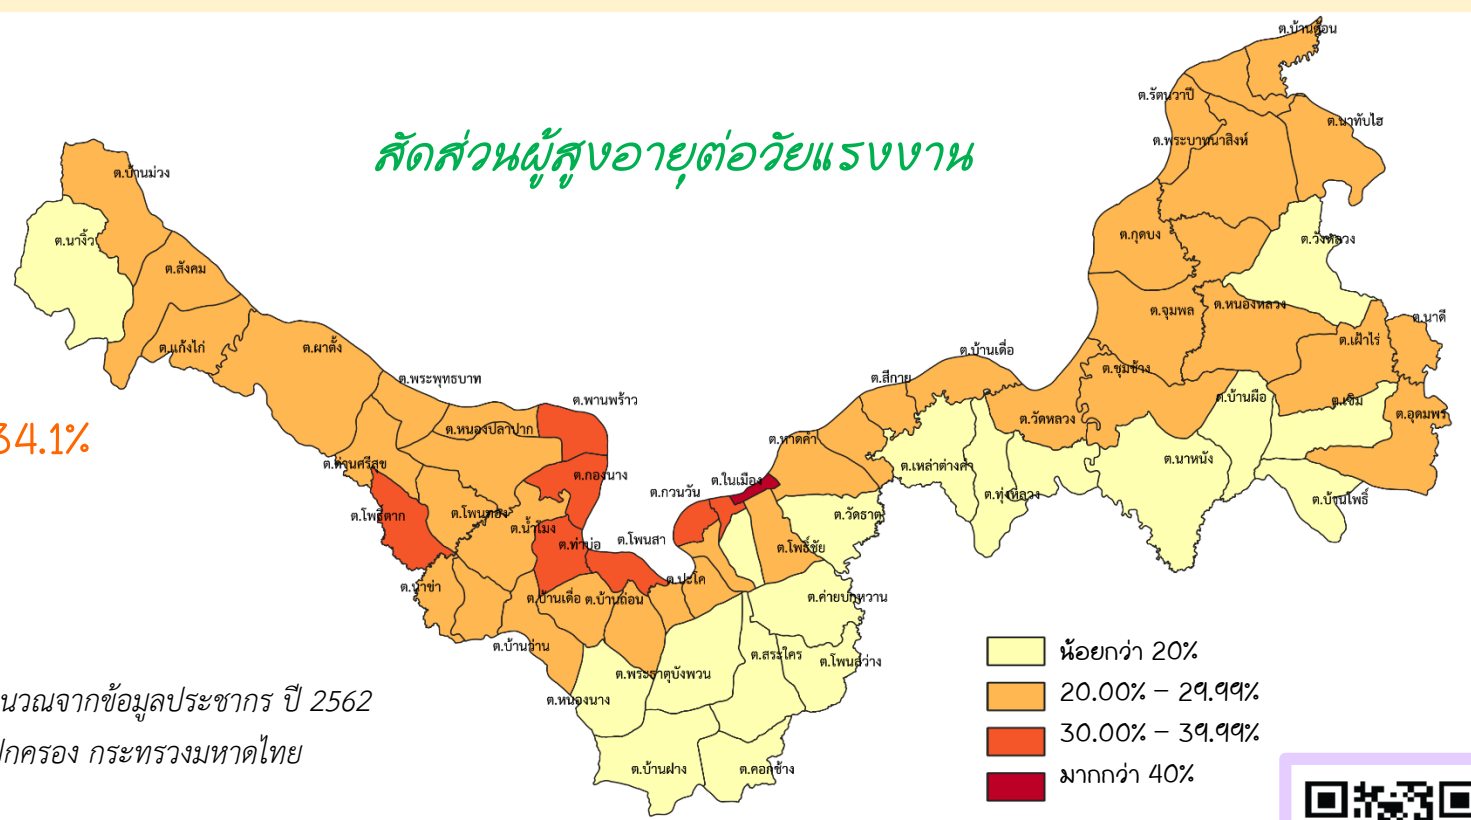 ต.บ้านต้อน
ต.รัตนวาปี
ต.นาทับไฮ
ต.พระบาทนาสิงห์
สัดส่วนผู้สูงอายุต่อวัยแรงงาน
ต.บ้านม่วง
ต.นางิ้ว
ต.กุดบง
ต.วังหลวง
ต.สังคม
ต.จุมพล
ต.หนองหลวง
ต.นาดี
ต.แก้งไก่
ต.ผาตั้ง
ต.บ้านเดื่อ
ต.เฝ้าไร่
ต.พระพุทธบาท
ต.สีกาย
ต.ชุมช้าง
ต.พานพร้าว
ต.บ้านผือ
ต.เซิม
ต.อุดมพร
34.1%
ต.หนองปลาปาก
ต.หาดคำ
ต.วัดหลวง
ต.ด่านศรีสุข
ต.กองนาง
ต.ในเมือง
ต.เหล่าต่างคำ
ต.นาหนัง
ต.กวนวัน
ต.ทุ่งหลวง
ต.บ้านโพธิ์
ต.โพธิ์ตาก
ต.โพนทอง
ต.น้ำโมง
ต.วัดธาตุ
ต.ท่าบ่อ
ต.โพนสา
ต.โพธิ์ชัย
ต.นาข่า
ต.ปะโค
ต.บ้านเดื่อ
ต.บ้านถ่อน
ต.ค่ายบกหวาน
ต.บ้านว่าน
ต.สระใคร
ต.โพนสว่าง
ต.พระธาตุบังพวน
ต.หนองนาง
ต.บ้านฝาง
ต.คอกช้าง
น้อยกว่า 20%
20.00% – 29.99%
30.00% – 39.99%
มากกว่า 40%
นวณจากข้อมูลประชากร ปี 2562
ปกครอง กระทรวงมหาดไทย